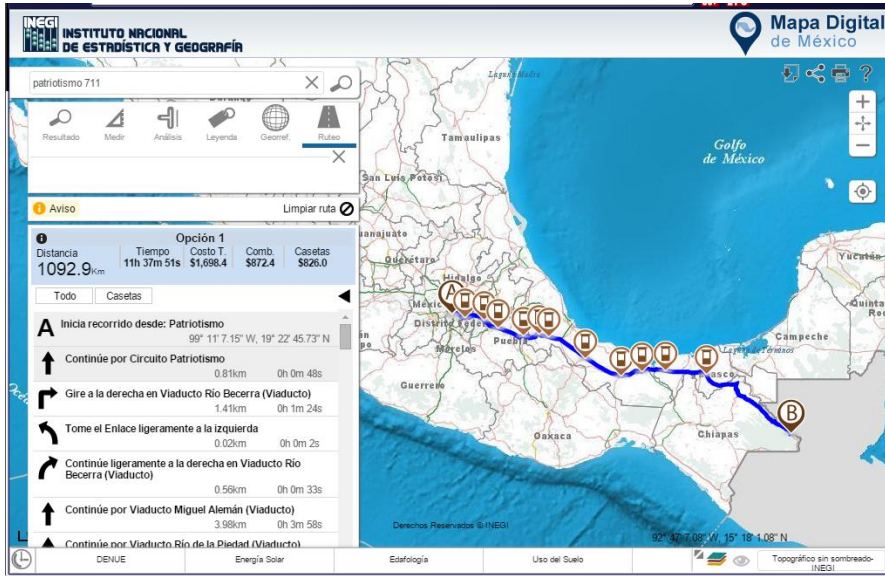 INEGI
INSTITUTO NACIONAL
DE ESTADÍSTICA Y GEOGRAFÍA
Mapa Digital
de México
patriotismo 711
Resultado
Medir
Análisis
Leyenda
Georref.
Ruteo
Aviso
Limpiar ruta
Opción 1
Distancia
1092.9Km
Tiempo
11h 37m 51s
Costo T.
$1,698.4
Comb.
$872.4
Casetas
$826.0
Todo
Casetas
A
Inicia recorrido desde: Patriotismo
99° 11' 7.15" W, 19° 22' 45.73" N
Continúe por Circuito Patriotismo
0.81km 0h 0m 48s
Gire a la derecha en Viaducto Río Becerra (Viaducto)
1.41km 0h 1m 24s
Tome el Enlace ligeramente a la izquierda
0.02km 0h 0m 2s
Continúe ligeramente a la derecha en Viaducto Río
Becerra (Viaducto)
0.56km 0h 0m 33s
Continúe por Viaducto Miguel Alemán (Viaducto)
3.98km 0h 3m 58s
Continúe por Viaducto Río de la Piedad (Viaducto)
Laguna Madre
Tamaulipas
Golfo
de México
San Luis Potosí
Querétaro
Hidalgo
A
Morelos
Guerrero
Oaxaca
Chiapas
B
Campeche
Yucatán
Laguna de Términos
Derechos Reservados © INEGI
92° 47' 7.08" W, 15° 18' 1.08" N
DENUE
Energía Solar
Edafología
Uso del Suelo
Topográfico sin sombreado-
INEGI